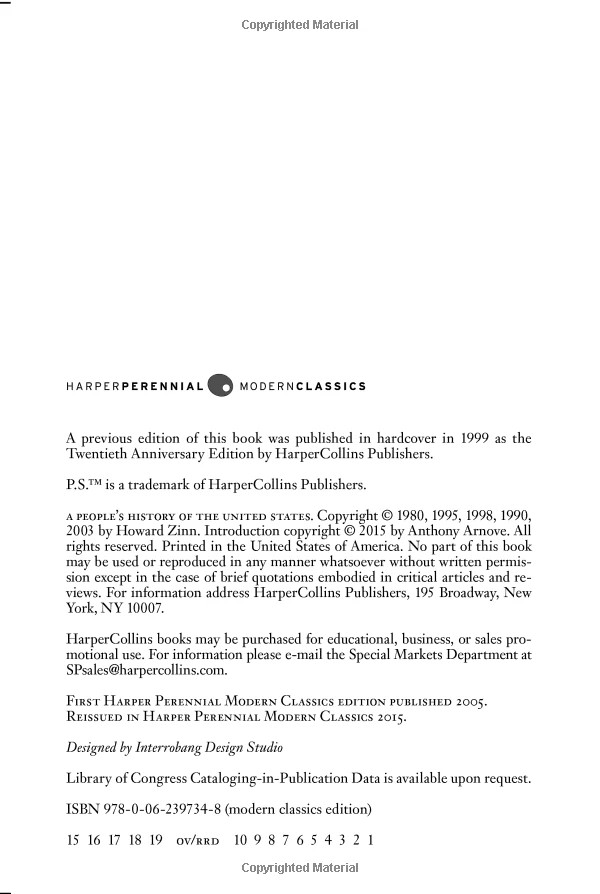 Copyrighted Material
HARPERPERENNIAL MODERNCLASSICS
A previous edition of this book was published in hardcover in 1999 as the
Twentieth Anniversary Edition by HarperCollins Publishers.
P.S.™ is a trademark of HarperCollins Publishers.
A PEOPLE'S HISTORY OF THE UNITED STATES. Copyright © 1980, 1995, 1998, 1990,
2003 by Howard Zinn. Introduction copyright © 2015 by Anthony Arnove. All
rights reserved. Printed in the United States of America. No part of this book
may be used or reproduced in any manner whatsoever without written permis-
sion except in the case of brief quotations embodied in critical articles and re-
views. For information address HarperCollins Publishers, 195 Broadway, New
York, NY 10007.
HarperCollins books may be purchased for educational, business, or sales pro-
motional use. For information please e-mail the Special Markets Department at
SPsales@harpercollins.com.
FIRST HARPER PERENNIAL MODERN CLASSICS EDITION PUBLISHED 2005.
REISSUED IN HARPER PERENNIAL MODERN CLASSICS 2015.
Designed by Interrobang Design Studio
Library of Congress Cataloging-in-Publication Data is available upon request.
ISBN 978-0-06-239734-8 (modern classics edition)
15 16 17 18 19 OV/RRD 10 9 8 7 6 5 4 3 2 1
Copyrighted Material